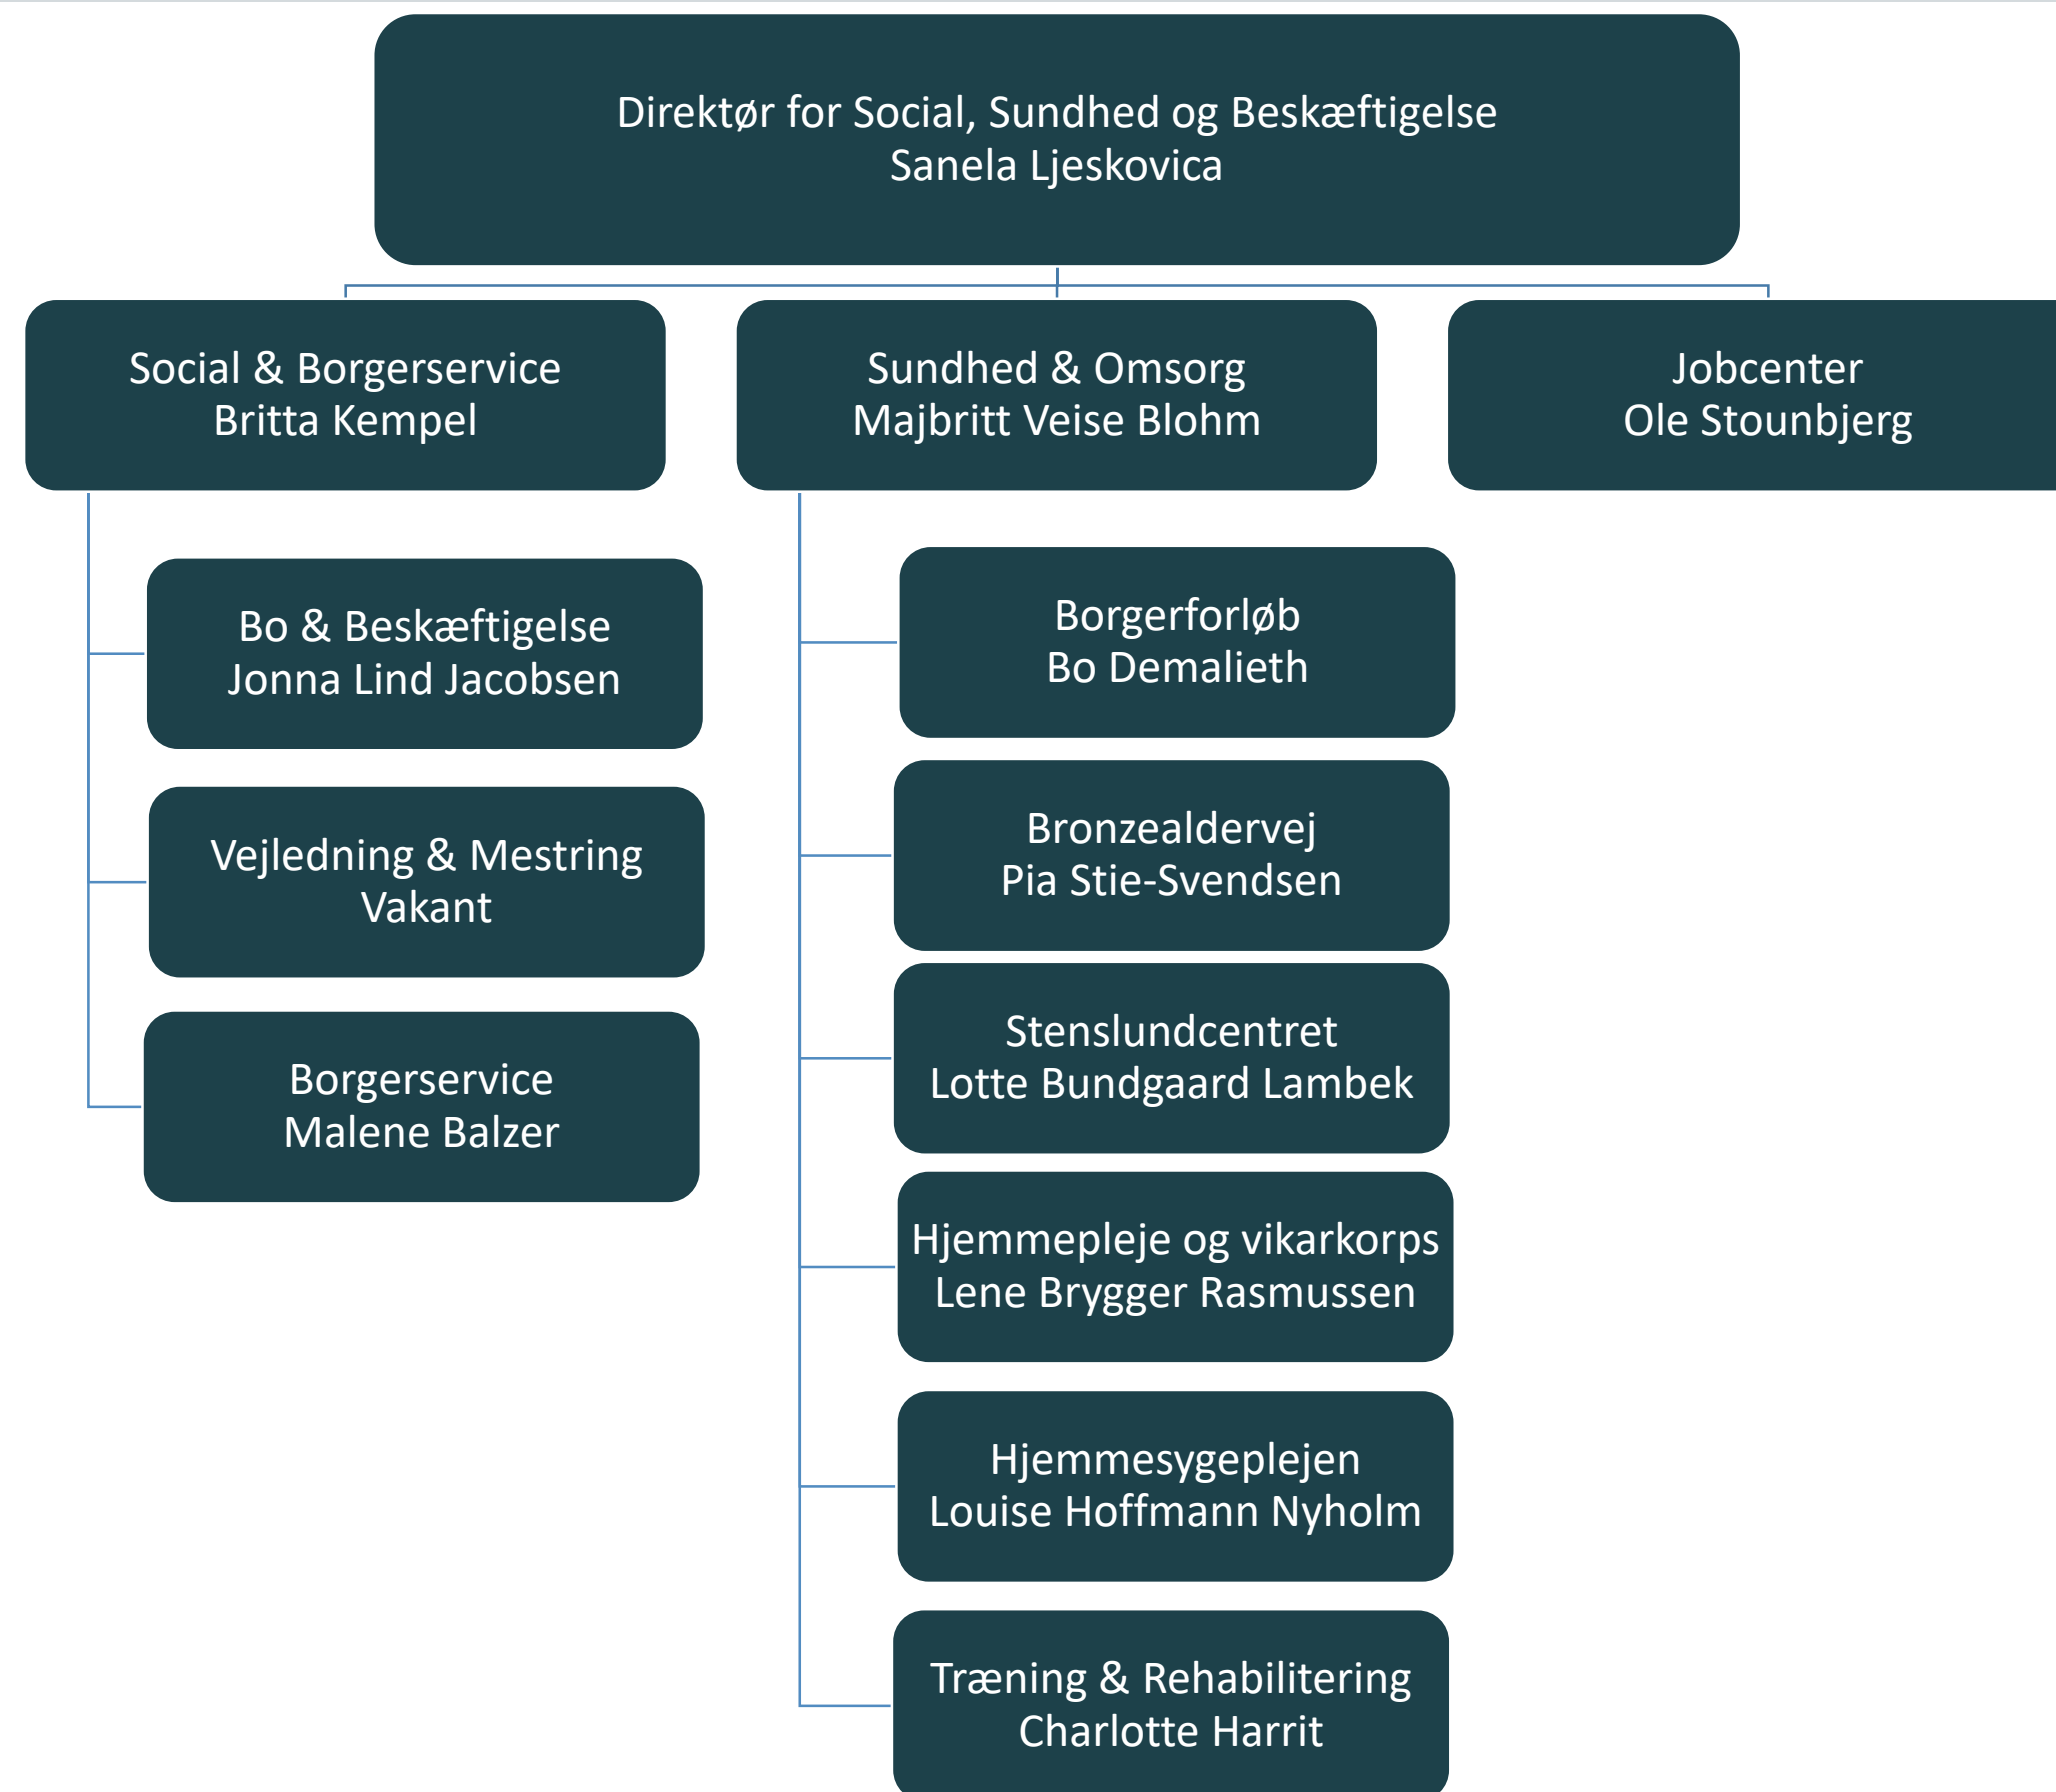 Direktør for Social, Sundhed og Beskæftigelse
Sanela Ljeskovica
Social & Borgerservice
Britta Kempel
Sundhed & Omsorg
Majbritt Veise Blohm
Jobcenter
Ole Stounbjerg
Bo & Beskæftigelse
Jonna Lind Jacobsen
Vejledning & Mestring
Vakant
Borgerservice
Malene Balzer
Borgerforløb
Bo Demalieth
Bronzealdervej
Pia Stie-Svendsen
Stenslundcentret
Lotte Bundgaard Lambek
Hjemmepleje og vikarkorps
Lene Brygger Rasmussen
Hjemmesygeplejen
Louise Hoffmann Nyholm
Træning & Rehabilitering
Charlotte Harrit